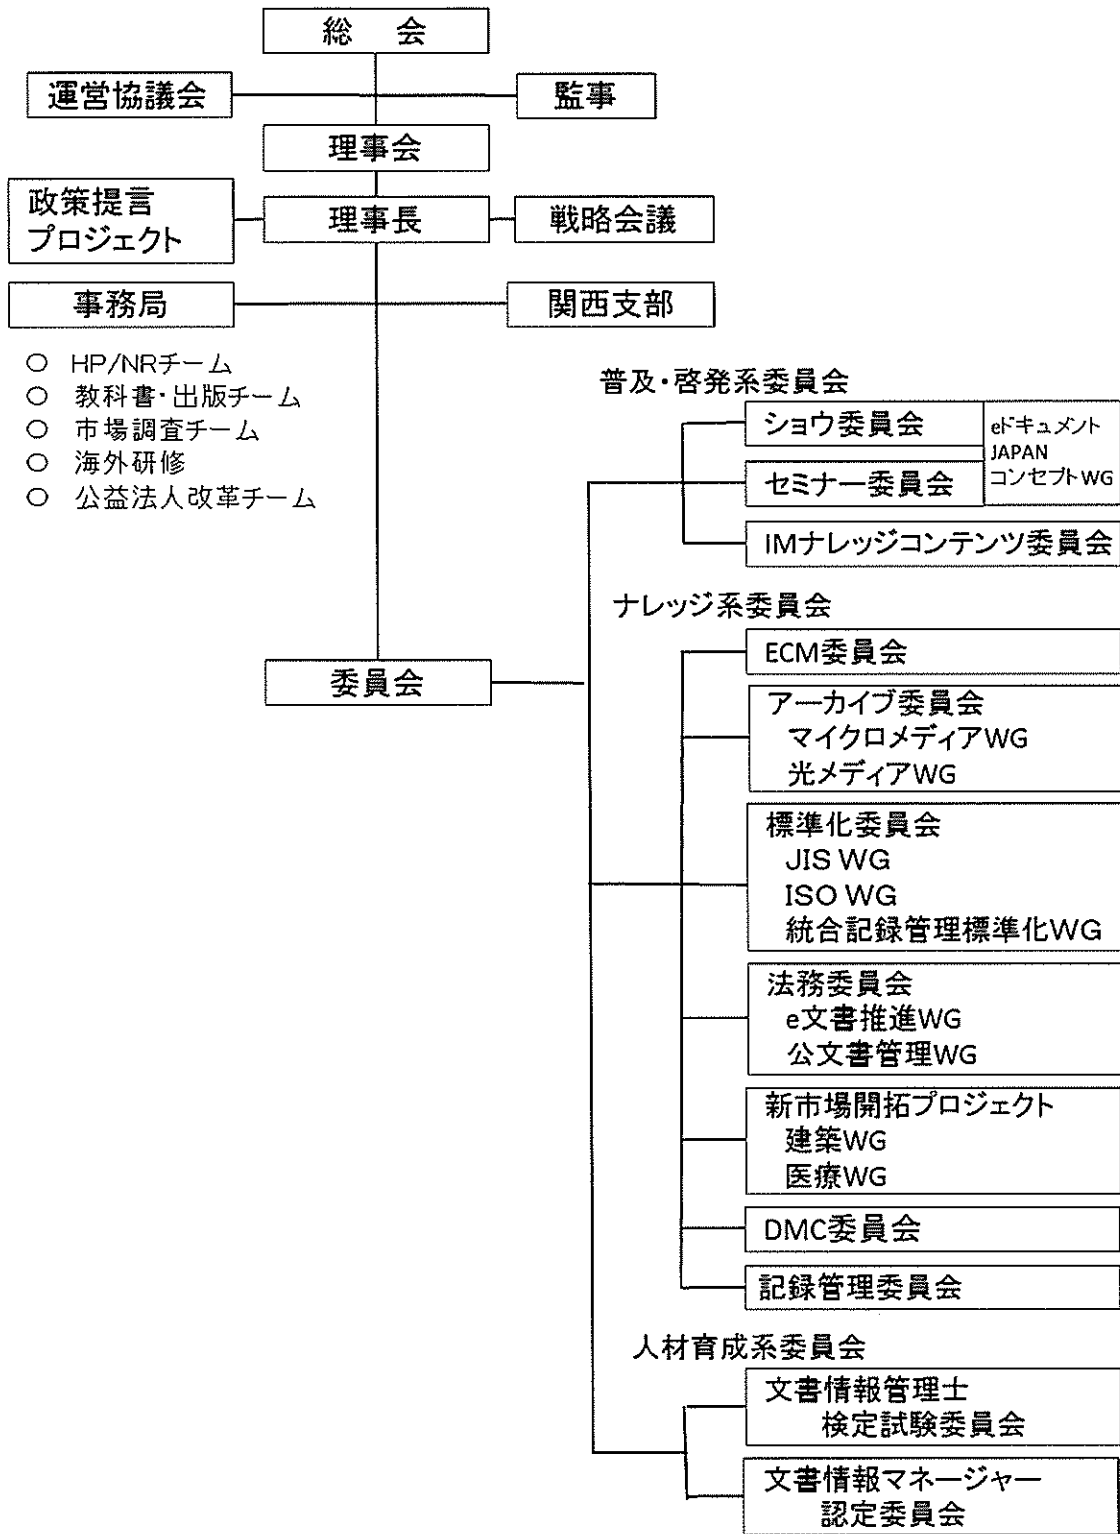 総 会
運営協議会
監事
理事会
政策提言
プロジェクト
理事長
戦略会議
事務局
関西支部
○ HP/NRチーム
○ 教科書・出版チーム
○ 市場調査チーム
○ 海外研修
○ 公益法人改革チーム
普及・啓発系委員会
ショウ委員会
セミナー委員会
eドキュメント
JAPAN
コンセプトWG
IMナレッジコンテンツ委員会
ナレッジ系委員会
委員会
ECM委員会
アーカイブ委員会
マイクロメディアWG
光メディアWG
標準化委員会
JIS WG
ISO WG
統合記録管理標準化WG
法務委員会
e文書推進WG
公文書管理WG
新市場開拓プロジェクト
建築WG
医療WG
DMC委員会
記録管理委員会
人材育成系委員会
文書情報管理士
検定試験委員会
文書情報マネージャー
認定委員会